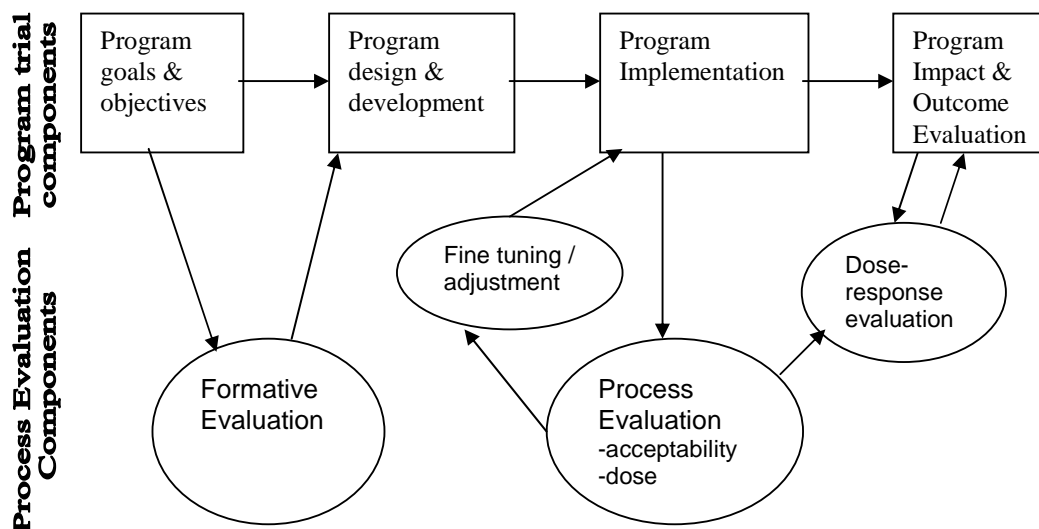 Program trial
components
Program
goals &
objectives
Program
design &
development
Program
Implementation
Program
Impact &
Outcome
Evaluation
Process Evaluation
Components
Fine tuning /
adjustment
Dose-
response
evaluation
Formative
Evaluation
Process
Evaluation
-acceptability
-dose